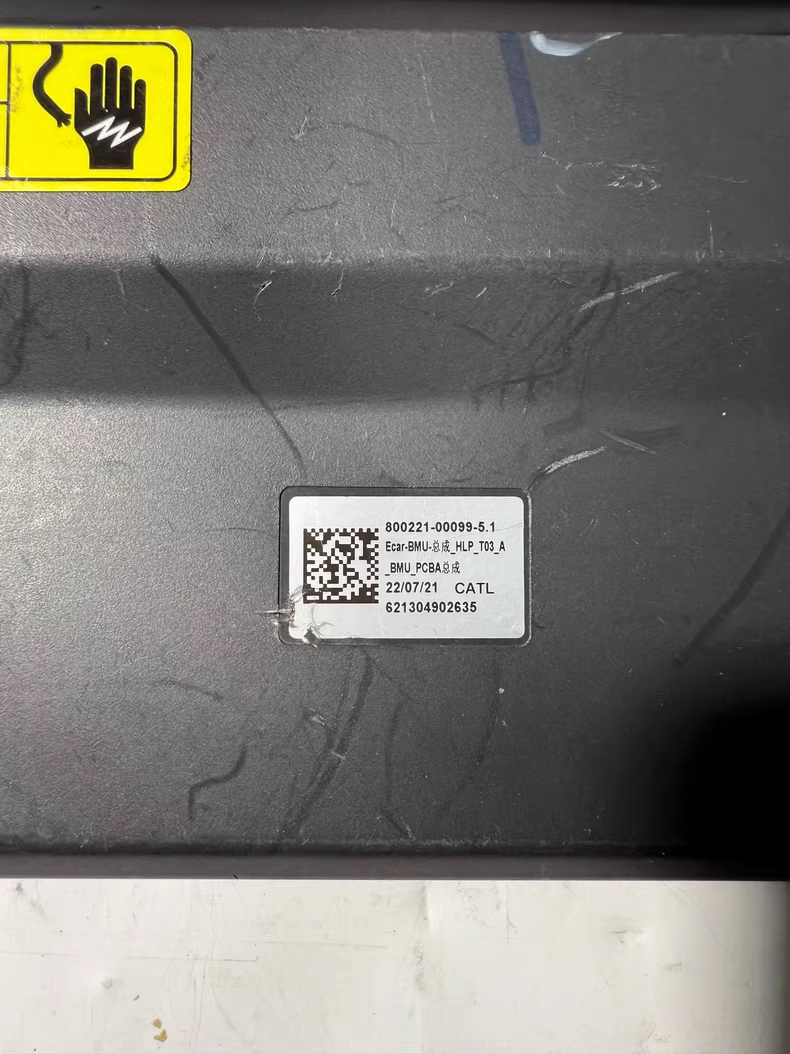 800221-00099-5.1
Ecar-BMU-总成_HLP_T03_A
_BMU_PCBA总成
22/07/21 CATL
621304902635